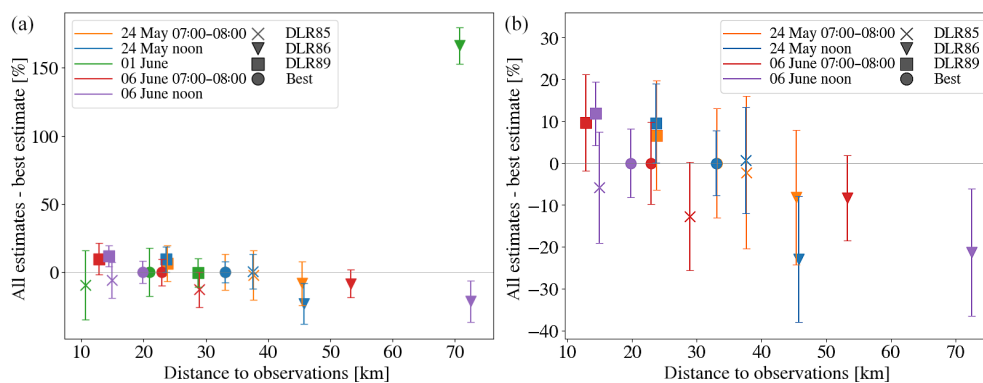 (a)
24 May 07:00–08:00
24 May noon
01 June
06 June 07:00–08:00
06 June noon
DLR85
DLR86
DLR89
Best
All estimates - best estimate [%]
150
100
50
0
10 20 30 40 50 60 70
Distance to observations [km]
(b)
24 May 07:00–08:00
24 May noon
06 June 07:00–08:00
06 June noon
DLR85
DLR86
DLR89
Best
All estimates - best estimate [%]
30
20
10
0
−10
−20
−30
−40
10 20 30 40 50 60 70
Distance to observations [km]